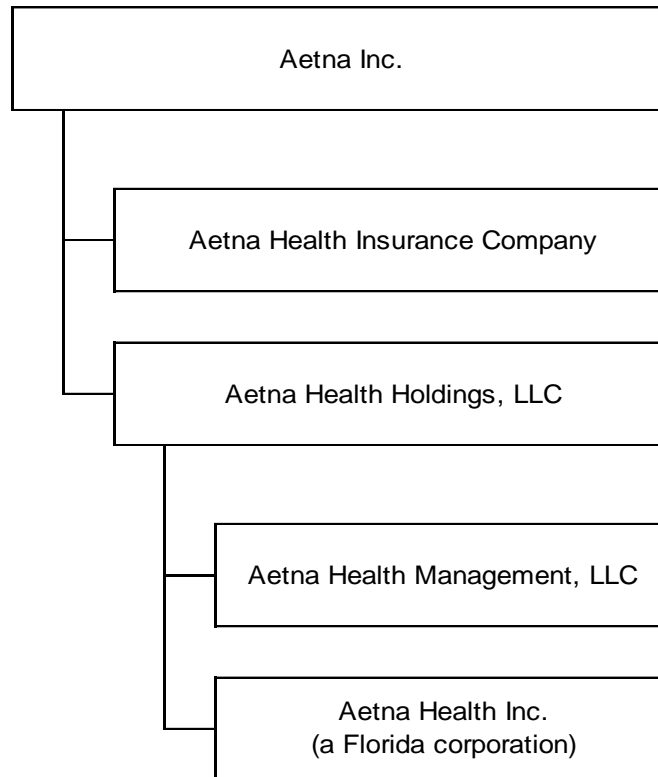 Aetna Inc.
Aetna Health Insurance Company
Aetna Health Holdings, LLC
Aetna Health Management, LLC
Aetna Health Inc.
(a Florida corporation)